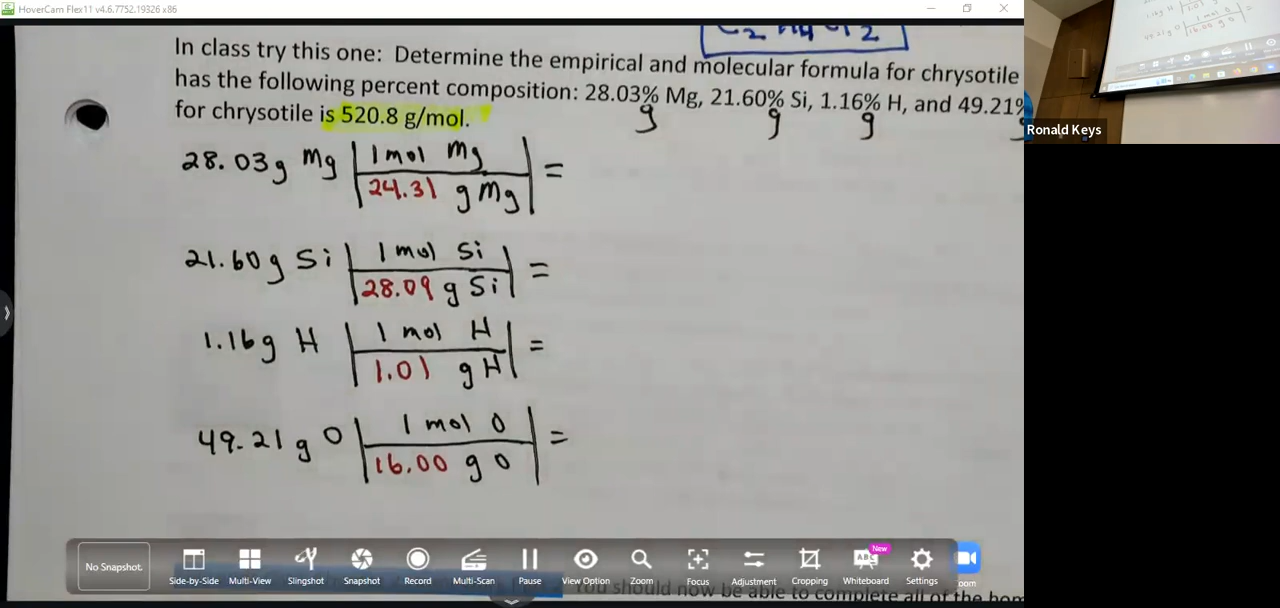 HoverCam Flex11 v4.6.7752.19326 x86
In class try this one: Determine the empirical and molecular formula for chrysotile
has the following percent composition: 28.03% Mg, 21.60% Si, 1.16% H, and 49.21%
g g g
for chrysotile is 520.8 g/mol.
Ronald Keys
28.03g Mg | 1 mol Mg =
24.31 g Mg
21.60g Si | 1 mol Si =
28.09 g Si
1.16g H | 1 mol H =
1.01 g H
49.21 g O | 1 mol O =
16.00 g O
No Snapshot.
Side-by-Side Multi-View Slingshot Snapshot Record Multi-Scan Pause View Option Zoom Focus Adjustment Cropping Whiteboard Settings
New
ABC
You should now be able to complete all of the hom